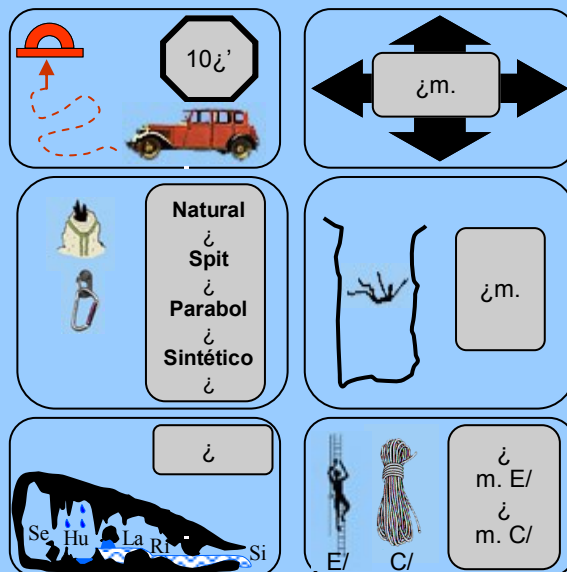 10¿’
¿m.
Natural
¿
Spit
¿
Parabol
¿
Sintético
¿
¿m.
¿
Se
Hu
La
Ri
Si
¿
m. E/
¿
m. C/
E/
C/